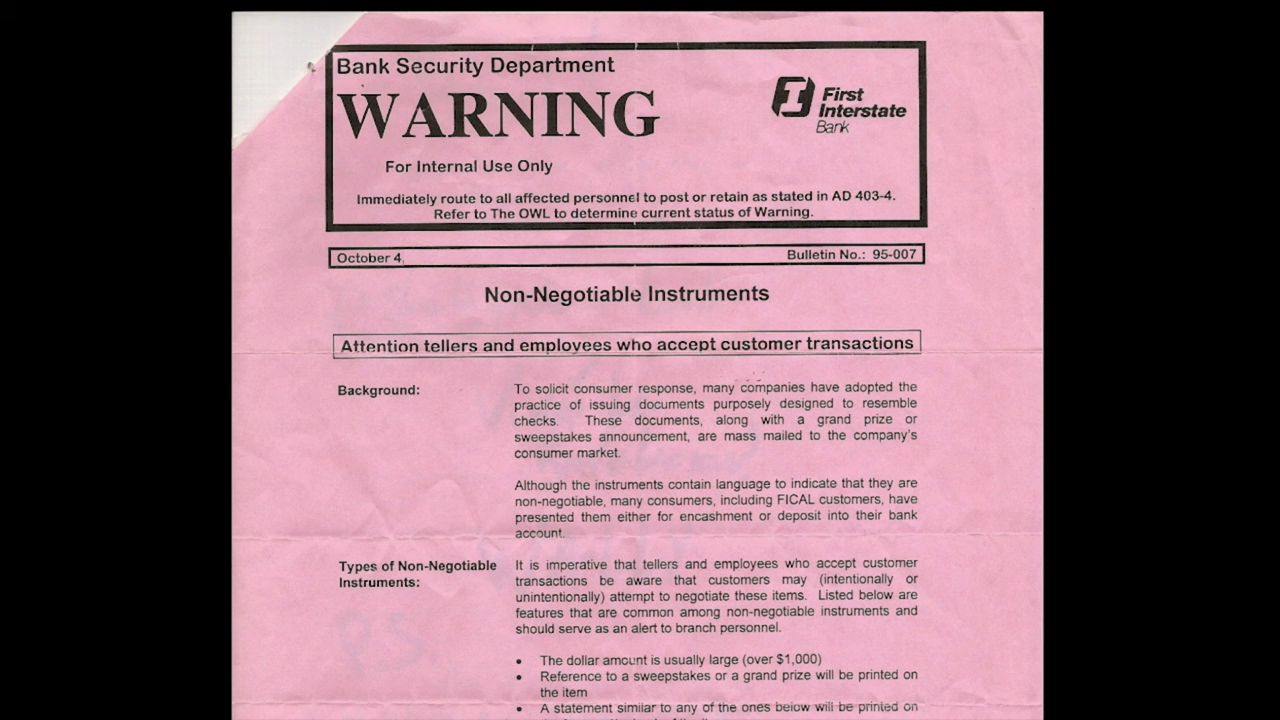 Bank Security Department
WARNING
First
Interstate
Bank
For Internal Use Only
Immediately route to all affected personnel to post or retain as stated in AD 403-4.
Refer to The OWL to determine current status of Warning.
October 4,
Bulletin No.: 95-007
Non-Negotiable Instruments
Attention tellers and employees who accept customer transactions
Background:
To solicit consumer response, many companies have adopted the
practice of issuing documents purposely designed to resemble
checks. These documents, along with a grand prize or
sweepstakes announcement, are mass mailed to the company's
consumer market.
Although the instruments contain language to indicate that they are
non-negotiable, many consumers, including FICAL customers, have
presented them either for encashment or deposit into their bank
account.
Types of Non-Negotiable
Instruments:
It is imperative that tellers and employees who accept customer
transactions be aware that customers may (intentionally or
unintentionally) attempt to negotiate these items. Listed below are
features that are common among non-negotiable instruments and
should serve as an alert to branch personnel.
• The dollar amount is usually large (over $1,000)
• Reference to a sweepstakes or a grand prize will be printed on
the item
• A statement similar to any of the ones below will be printed on